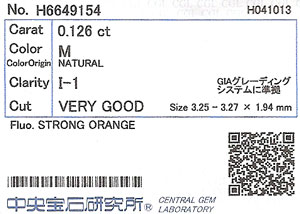 No. H6649154 H041013
Carat 0.126 ct
Color M
ColorOrigin NATURAL
Clarity I-1
GIAグレーディング
システムに準拠
Cut VERY GOOD Size 3.25 - 3.27 × 1.94 mm
Fluo. STRONG ORANGE
中央宝石研究所® CENTRAL GEM
LABORATORY